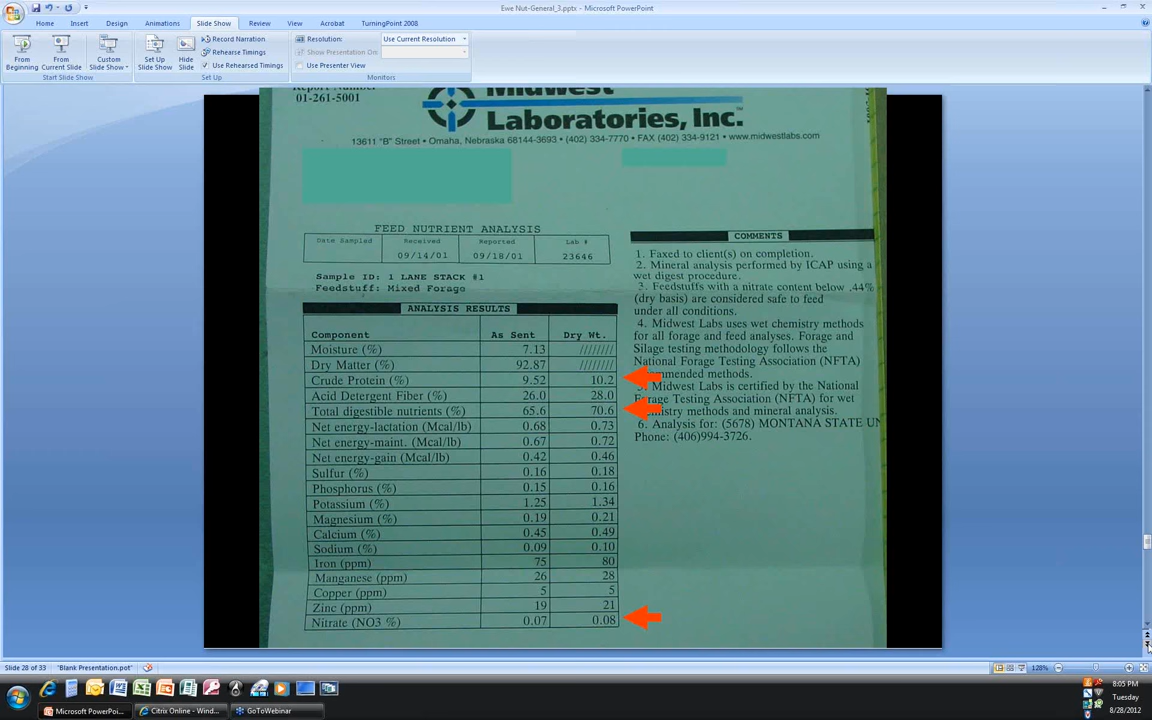 Ewe Nut-General_3.pptx - Microsoft PowerPoint
Home Insert Design Animations Slide Show Review View Acrobat TurningPoint 2008
From Beginning
From Current Slide
Custom Slide Show
Start Slide Show
Set Up Slide Show
Hide Slide
Record Narration
Rehearse Timings
Use Rehearsed Timings
Set Up
Resolution: Use Current Resolution
Show Presentation On:
Use Presenter View
Monitors
Report Number
01-261-5001
Midwest
Laboratories, Inc.
13611 "B" Street • Omaha, Nebraska 68144-3693 • (402) 334-7770 • FAX (402) 334-9121 • www.midwestlabs.com
FEED NUTRIENT ANALYSIS
Date Sampled Received Reported Lab #
09/14/01 09/18/01 23646
Sample ID: 1 LANE STACK #1
Feedstuff: Mixed Forago
ANALYSIS RESULTS
Component As Sent Dry Wt.
Moisture (%) 7.13 ////////
Dry Matter (%) 92.87 ////////
Crude Protein (%) 9.52 10.2
Acid Detergent Fiber (%) 26.0 28.0
Total digestible nutrients (%) 65.6 70.6
Net energy-lactation (Mcal/lb) 0.68 0.73
Net energy-maint. (Mcal/lb) 0.67 0.72
Net energy-gain (Mcal/lb) 0.42 0.46
Sulfur (%) 0.16 0.18
Phosphorus (%) 0.15 0.16
Potassium (%) 1.25 1.34
Magnesium (%) 0.19 0.21
Calcium (%) 0.45 0.49
Sodium (%) 0.09 0.10
Iron (ppm) 75 80
Manganese (ppm) 26 28
Copper (ppm) 5 5
Zinc (ppm) 19 21
Nitrate (NO3 %) 0.07 0.08
COMMENTS
1. Faxed to client(s) on completion.
2. Mineral analysis performed by ICAP using a
wet digest procedure.
3. Feedstuffs with a nitrate content below .44%
(dry basis) are considered safe to feed
under all conditions.
4. Midwest Labs uses wet chemistry methods
for all forage and feed analyses. Forage and
Silage testing methodology follows the
National Forage Testing Association (NFTA)
ommended methods.
5. Midwest Labs is certified by the National
Forage Testing Association (NFTA) for wet
mistry methods and mineral analysis.
6. Analysis for: (5678) MONTANA STATE UN
Phone: (406)994-3726.
Slide 28 of 33 "Blank Presentation.pot" 128%
Microsoft PowerPoi... Citrix Online - Wind... GoToWebinar
8:05 PM
Tuesday
8/28/2012